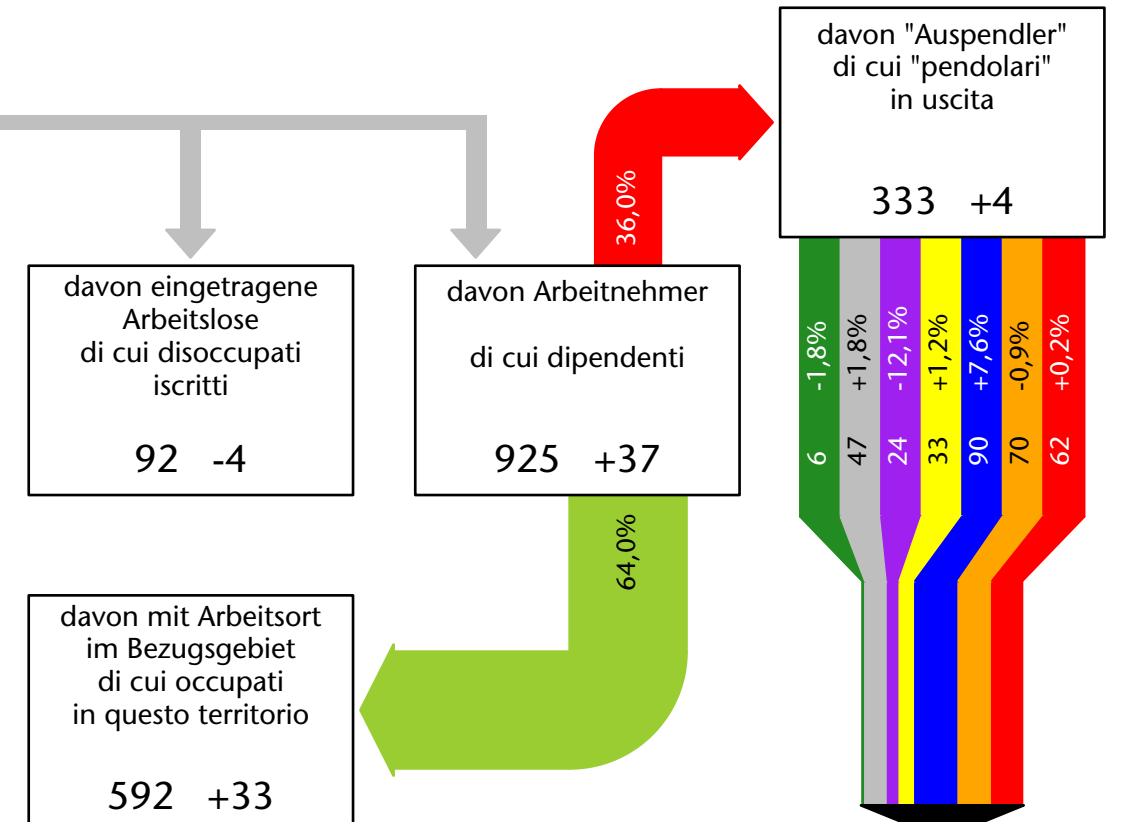 davon "Auspendler"
di cui "pendolari"
in uscita
333 +4
36,0%
davon eingetragene
Arbeitslose
di cui disoccupati
iscritti
92 -4
davon Arbeitnehmer
di cui dipendenti
925 +37
6 -1,8%
47 +1,8%
24 -12,1%
33 +1,2%
90 +7,6%
70 -0,9%
62 +0,2%
64,0%
davon mit Arbeitsort
im Bezugsgebiet
di cui occupati
in questo territorio
592 +33